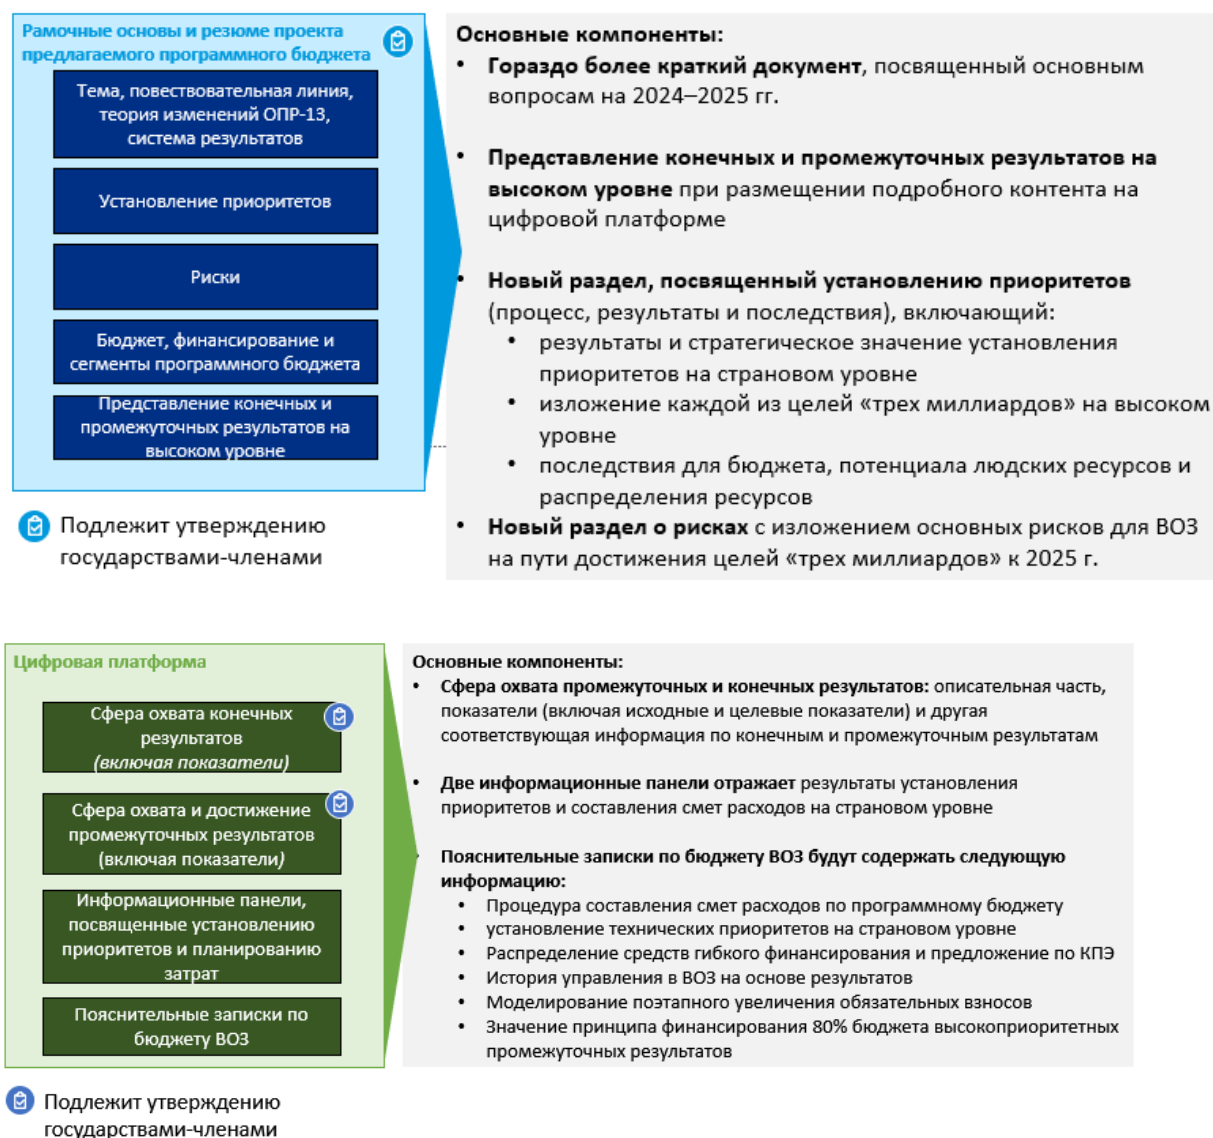 Рамочные основы и резюме проекта
предлагаемого программного бюджета
Тема, повествовательная линия,
теория изменений ОПР-13,
система результатов
Установление приоритетов
Риски
Бюджет, финансирование и
сегменты программного бюджета
Представление конечных и
промежуточных результатов на
высоком уровне
Подлежит утверждению
государствами-членами
Основные компоненты:
• Гораздо более краткий документ, посвященный основным
вопросам на 2024–2025 гг.
• Представление конечных и промежуточных результатов на
высоком уровне при размещении подробного контента на
цифровой платформе
• Новый раздел, посвященный установлению приоритетов
(процесс, результаты и последствия), включающий:
• результаты и стратегическое значение установления
приоритетов на страновом уровне
• изложение каждой из целей «трех миллиардов» на высоком
уровне
• последствия для бюджета, потенциала людских ресурсов и
распределения ресурсов
• Новый раздел о рисках с изложением основных рисков для ВОЗ
на пути достижения целей «трех миллиардов» к 2025 г.
Цифровая платформа
Сфера охвата конечных
результатов
(включая показатели)
Сфера охвата и достижение
промежуточных результатов
(включая показатели)
Информационные панели,
посвященные установлению
приоритетов и планированию
затрат
Пояснительные записки по
бюджету ВОЗ
Подлежит утверждению
государствами-членами
Основные компоненты:
• Сфера охвата промежуточных и конечных результатов: описательная часть,
показатели (включая исходные и целевые показатели) и другая
соответствующая информация по конечным и промежуточным результатам
• Две информационные панели отражает результаты установления
приоритетов и составления смет расходов на страновом уровне
• Пояснительные записки по бюджету ВОЗ будут содержать следующую
информацию:
• Процедура составления смет расходов по программному бюджету
• установление технических приоритетов на страновом уровне
• Распределение средств гибкого финансирования и предложение по КПЭ
• История управления в ВОЗ на основе результатов
• Моделирование поэтапного увеличения обязательных взносов
• Значение принципа финансирования 80% бюджета высокоприоритетных
промежуточных результатов